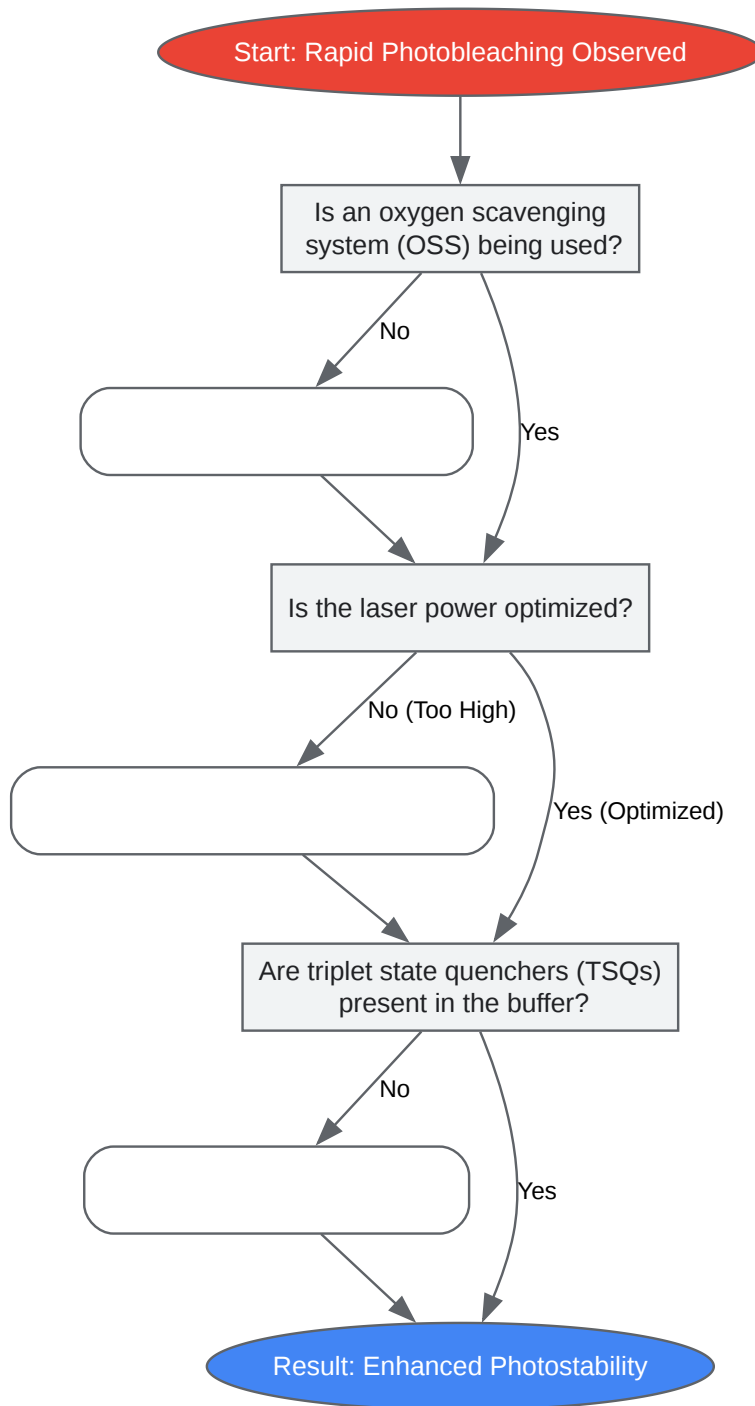 Start: Rapid Photobleaching Observed
Is an oxygen scavenging
system (OSS) being used?
No
Yes
Is the laser power optimized?
No (Too High)
Yes (Optimized)
Are triplet state quenchers (TSQs)
present in the buffer?
No
Yes
Result: Enhanced Photostability